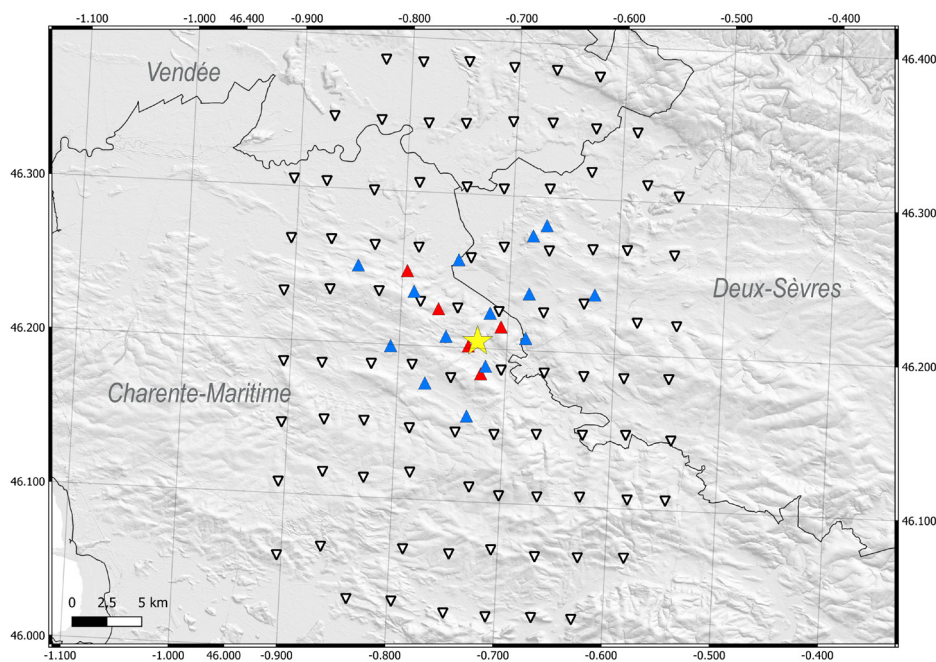 -1.100 -1.000 46.400 -0.900 -0.800 -0.700 -0.600 -0.500 -0.400
46.400
Vendée
46.300
46.300
Deux-Sèvres
46.200
46.200
Charente-Maritime
46.100
46.100
0 2,5 5 km
46.000
-1.100 -1.000 46.000 -0.900 -0.800 -0.700 -0.600 -0.500 -0.400